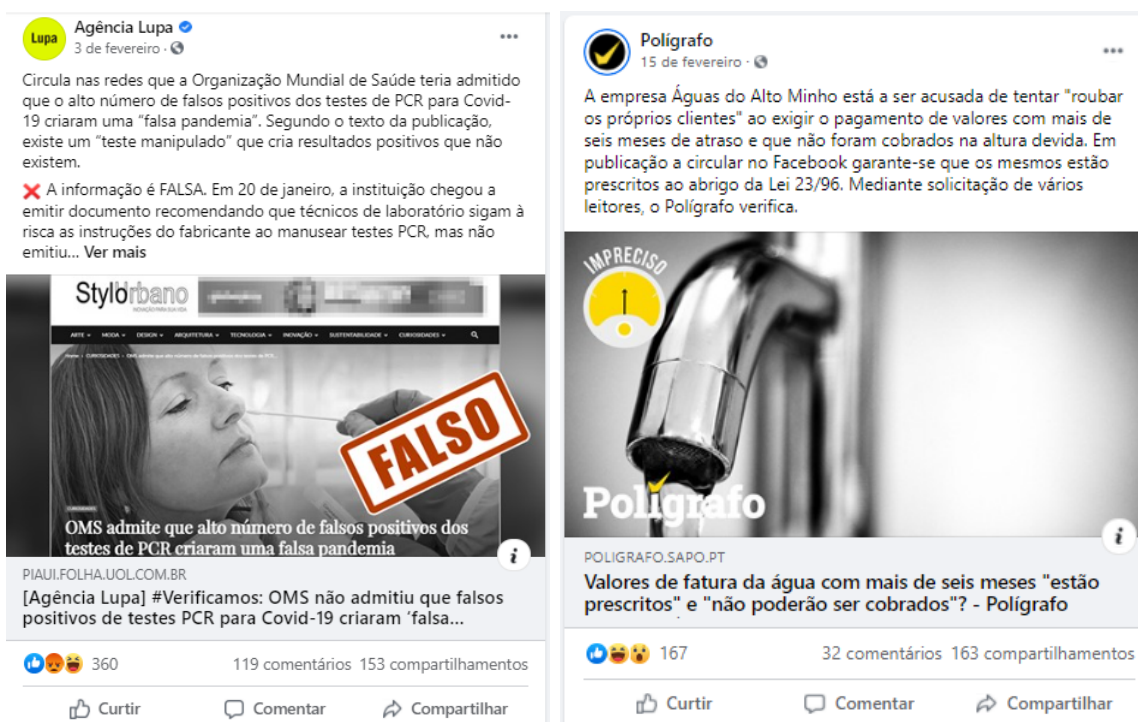 Lupa
Agência Lupa
3 de fevereiro ·
Circula nas redes que a Organização Mundial de Saúde teria admitido
que o alto número de falsos positivos dos testes de PCR para Covid-
19 criaram uma “falsa pandemia”. Segundo o texto da publicação,
existe um “teste manipulado” que cria resultados positivos que não
existem.
❌ A informação é FALSA. Em 20 de janeiro, a instituição chegou a
emitir documento recomendando que técnicos de laboratório sigam à
risca as instruções do fabricante ao manusear testes PCR, mas não
emitiu... Ver mais
Stylo Urbano
ARTE MODA DESIGN ARQUITETURA TECNOLOGIA INOVAÇÃO SUSTENTABILIDADE CURIOSIDADES
FALSO
CURIOSIDADES
OMS admite que alto número de falsos positivos dos
testes de PCR criaram uma falsa pandemia
PIAUI.FOLHA.UOL.COM.BR
[Agência Lupa] #Verificamos: OMS não admitiu que falsos
positivos de testes PCR para Covid-19 criaram ‘falsa...
360
119 comentários 153 compartilhamentos
Curtir
Comentar
Compartilhar
Polígrafo
15 de fevereiro ·
A empresa Águas do Alto Minho está a ser acusada de tentar "roubar
os próprios clientes" ao exigir o pagamento de valores com mais de
seis meses de atraso e que não foram cobrados na altura devida. Em
publicação a circular no Facebook garante-se que os mesmos estão
prescritos ao abrigo da Lei 23/96. Mediante solicitação de vários
leitores, o Polígrafo verifica.
IMPRECISO
Polígrafo
POLIGRAFO.SAPO.PT
Valores de fatura da água com mais de seis meses "estão
prescritos" e "não poderão ser cobrados"? - Polígrafo
167
32 comentários 163 compartilhamentos
Curtir
Comentar
Compartilhar